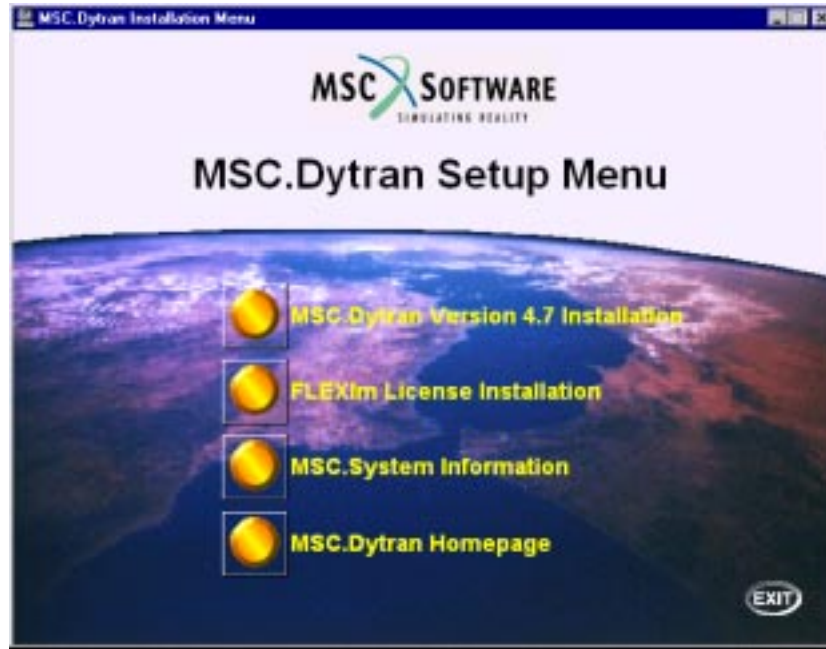 MSC.Dytran Installation Menu
MSC SOFTWARE
SIMULATING REALITY
MSC.Dytran Setup Menu
MSC.Dytran Version 4.7 Installation
FLEXlm License Installation
MSC.System Information
MSC.Dytran Homepage
EXIT